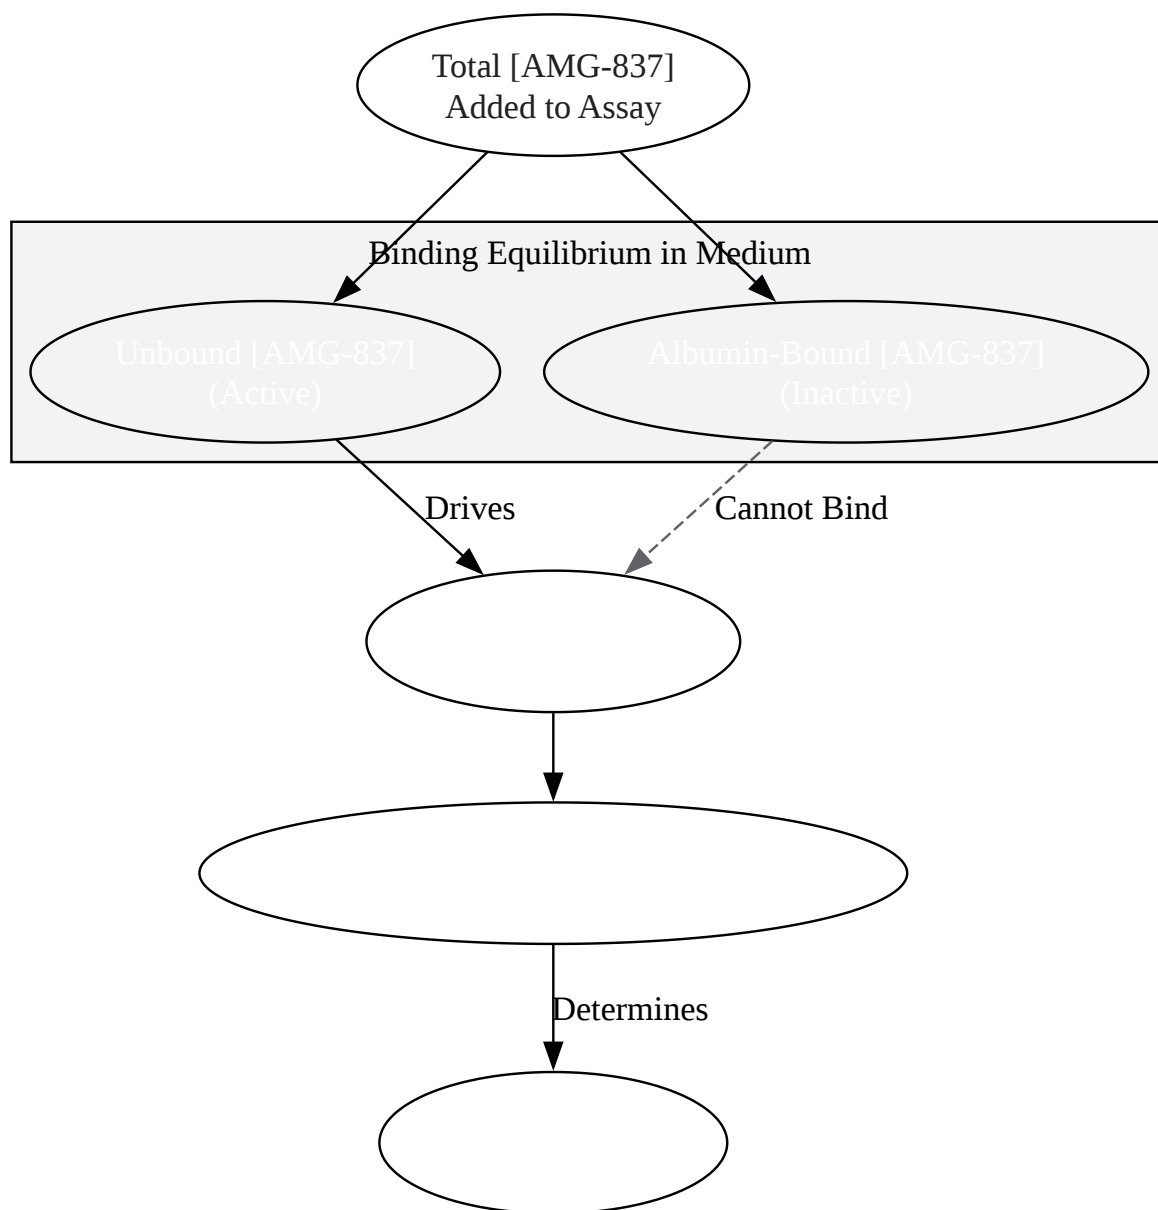 Total [AMG-837]
Added to Assay
Binding Equilibrium in Medium
Unbound [AMG-837]
(Active)
Albumin-Bound [AMG-837]
(Inactive)
Drives
Cannot Bind
Determines